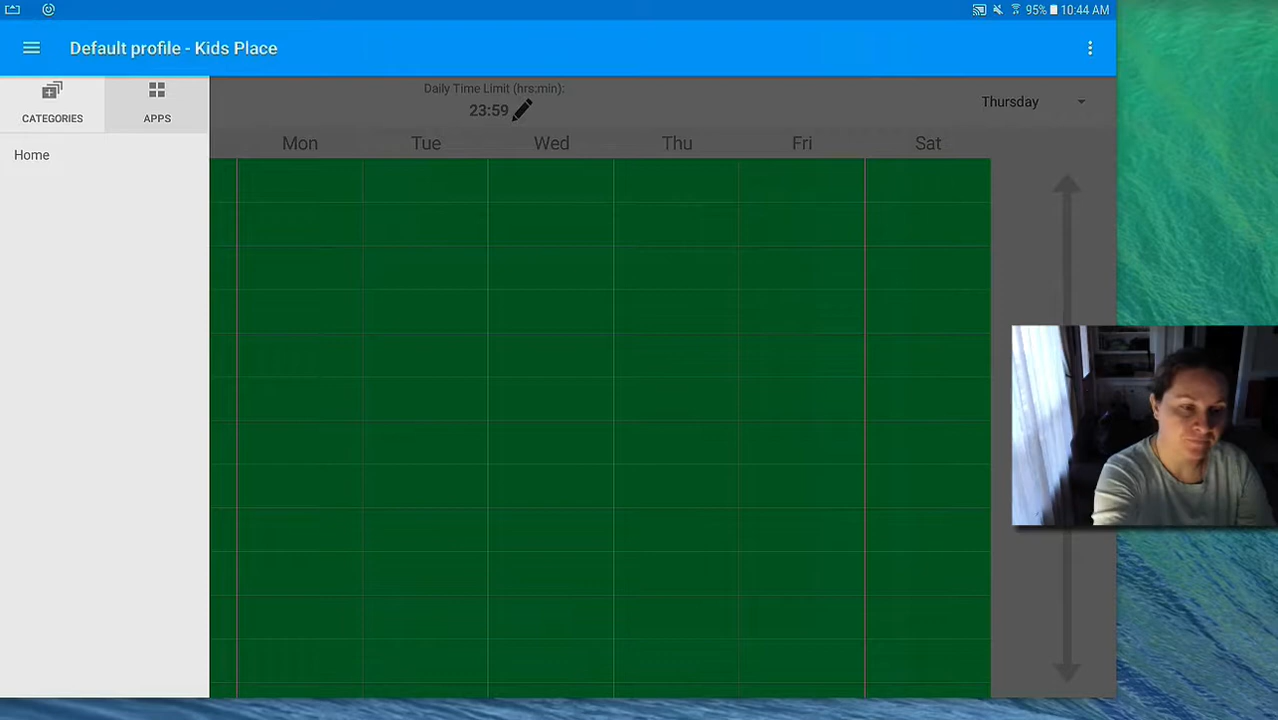 95% 10:44 AM
Default profile - Kids Place
CATEGORIES APPS
Home
Daily Time Limit (hrs:min):
23:59
Thursday
Mon Tue Wed Thu Fri Sat